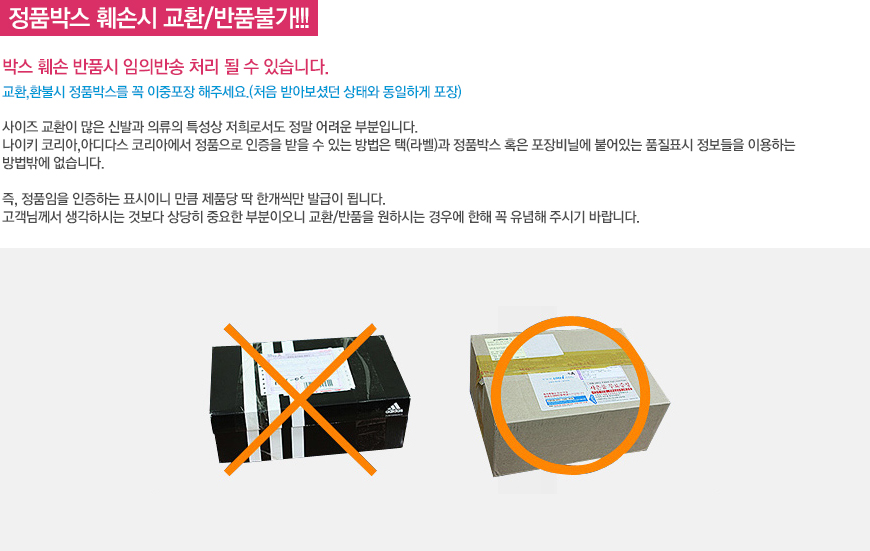 정품박스 훼손시 교환/반품불가!!!
박스 훼손 반품시 임의반송 처리 될 수 있습니다.
교환,환불시 정품박스를 꼭 이중포장 해주세요.(처음 받아보셨던 상태와 동일하게 포장)
사이즈 교환이 많은 신발과 의류의 특성상 저희로서도 정말 어려운 부분입니다.
나이키 코리아,아디다스 코리아에서 정품으로 인증을 받을 수 있는 방법은 택(라벨)과 정품박스 혹은 포장비닐에 붙어있는 품질표시 정보들을 이용하는
방법밖에 없습니다.
즉, 정품임을 인증하는 표시이니 만큼 제품당 딱 한개씩만 발급이 됩니다.
고객님께서 생각하시는 것보다 상당히 중요한 부분이오니 교환/반품을 원하시는 경우에 한해 꼭 유념해 주시기 바랍니다.
adidas